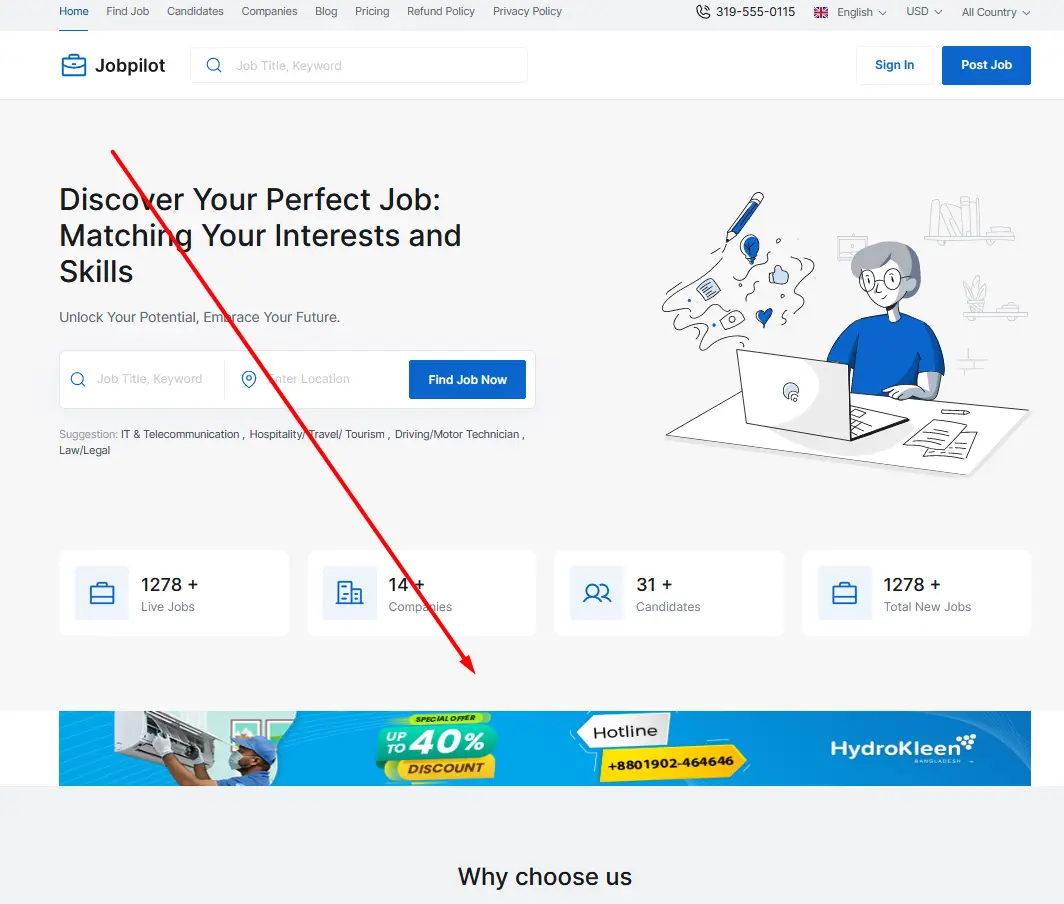 Home Find Job Candidates Companies Blog Pricing Refund Policy Privacy Policy 319-555-0115 English USD All Country
Jobpilot Job Title, Keyword Sign In Post Job
Discover Your Perfect Job:
Matching Your Interests and
Skills
Unlock Your Potential, Embrace Your Future.
Job Title, Keyword Enter Location Find Job Now
Suggestion: IT & Telecommunication , Hospitality/ Travel/ Tourism , Driving/Motor Technician ,
Law/Legal
1278 +
Live Jobs
14 +
Companies
31 +
Candidates
1278 +
Total New Jobs
SPECIAL OFFER
UP TO 40%
DISCOUNT
Hotline
+8801902-464646
HydroKleen
BANGLADESH
Why choose us